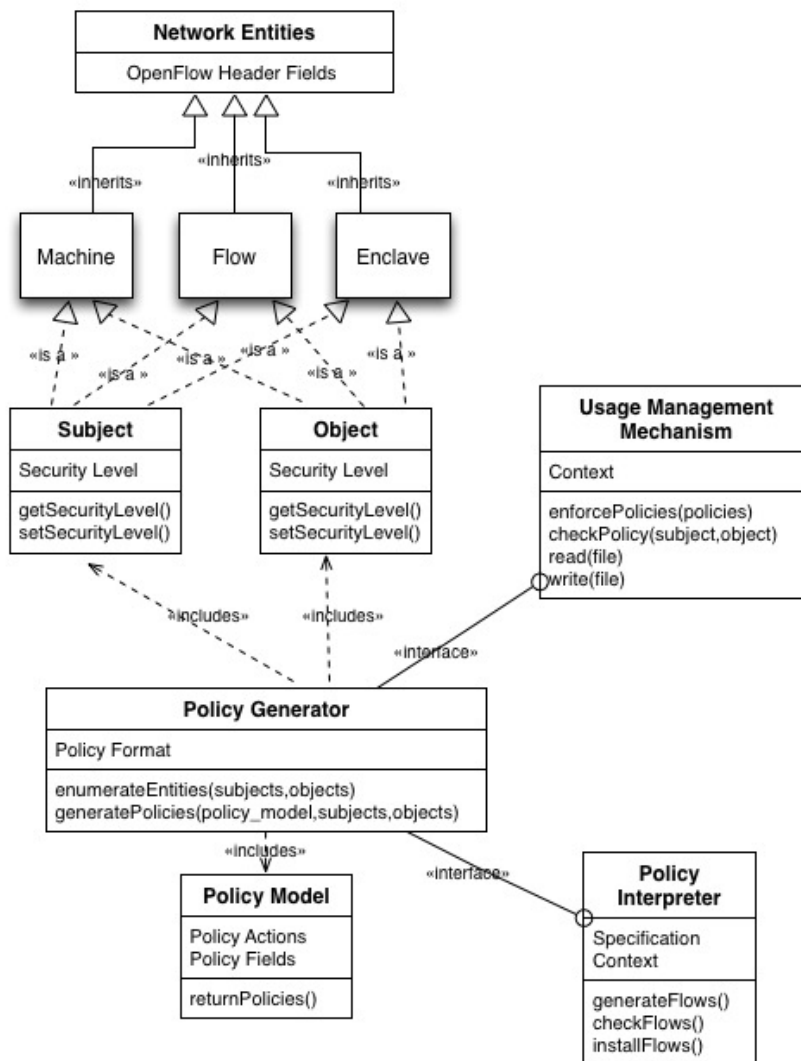 Network Entities
OpenFlow Header Fields
«inherits»
«inherits»
«inherits»
Machine
Flow
Enclave
«is a »
«is a »
«is a »
«is a »
«is a »
«is a »
Subject
Security Level
getSecurityLevel()
setSecurityLevel()
Object
Security Level
getSecurityLevel()
setSecurityLevel()
Usage Management
Mechanism
Context
enforcePolicies(policies)
checkPolicy(subject,object)
read(file)
write(file)
«includes»
«includes»
«interface»
Policy Generator
Policy Format
enumerateEntities(subjects,objects)
generatePolicies(policy_model,subjects,objects)
«includes»
«interface»
Policy Model
Policy Actions
Policy Fields
returnPolicies()
Policy
Interpreter
Specification
Context
generateFlows()
checkFlows()
installFlows()